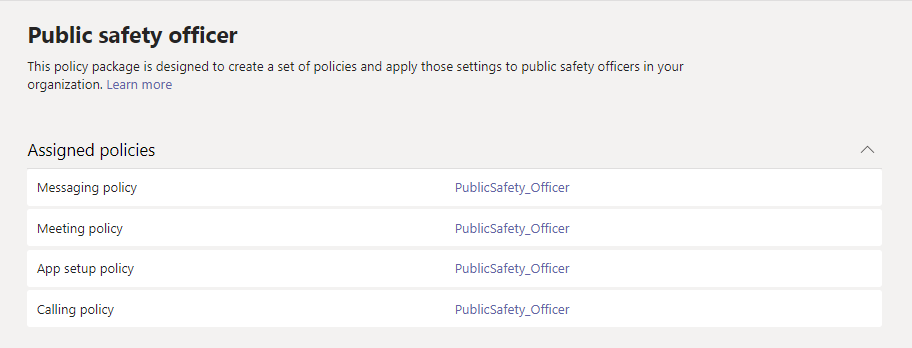 Public safety officer
This policy package is designed to create a set of policies and apply those settings to public safety officers in your
organization. Learn more
Assigned policies
Messaging policy PublicSafety_Officer
Meeting policy PublicSafety_Officer
App setup policy PublicSafety_Officer
Calling policy PublicSafety_Officer